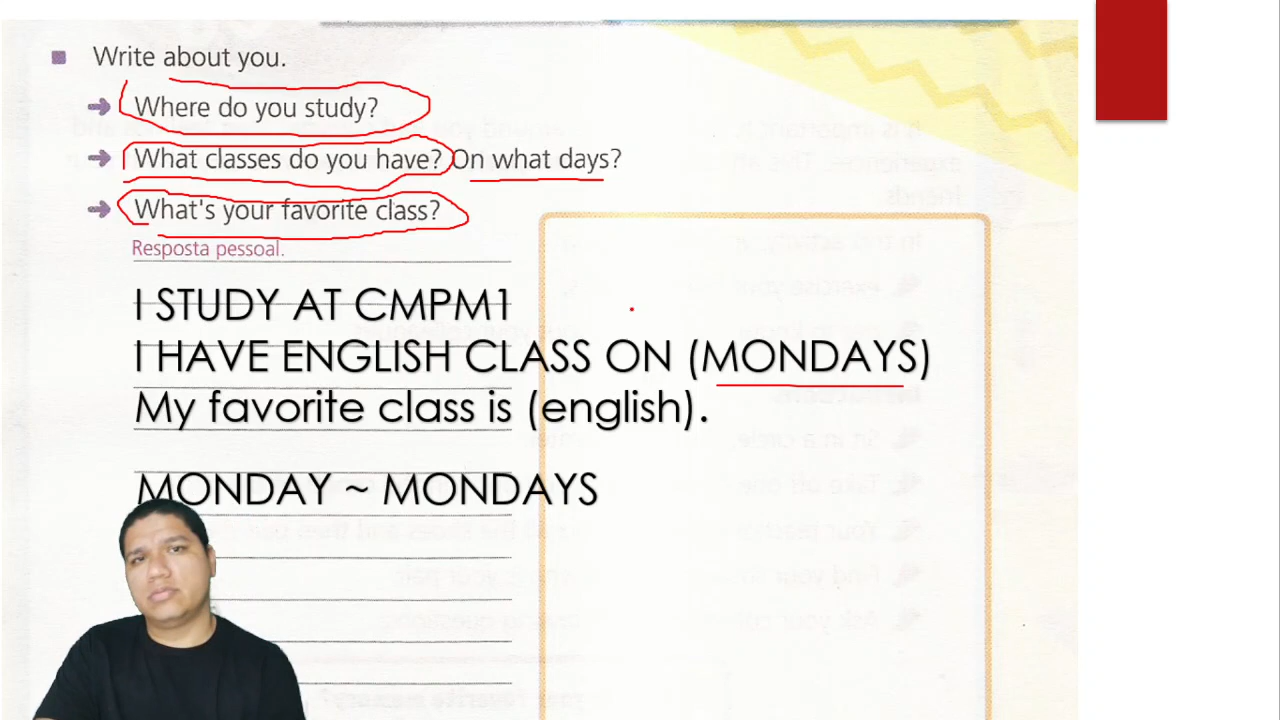 Write about you.
Where do you study?
What classes do you have? On what days?
What's your favorite class?
Resposta pessoal.
I STUDY AT CMPM1
I HAVE ENGLISH CLASS ON (MONDAYS)
My favorite class is (english).
MONDAY ~ MONDAYS